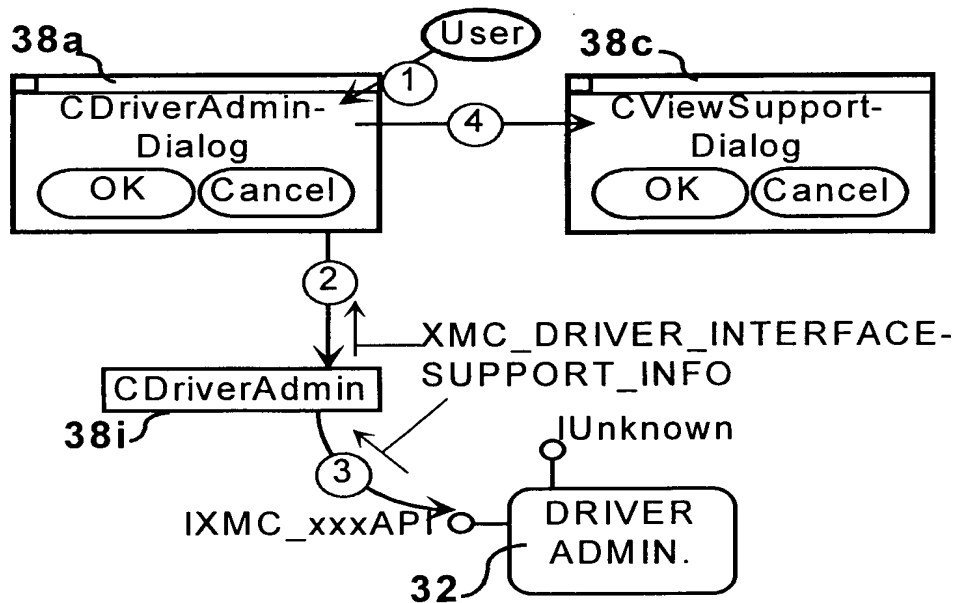 38a
User
38c
1
CDriverAdmin-
Dialog
OK
Cancel
4
CViewSupport-
Dialog
OK
Cancel
2
XMC_DRIVER_INTERFACE-
SUPPORT_INFO
CDriverAdmin
38i
IUnknown
3
IXMC_xxxAPI
DRIVER
ADMIN.
32